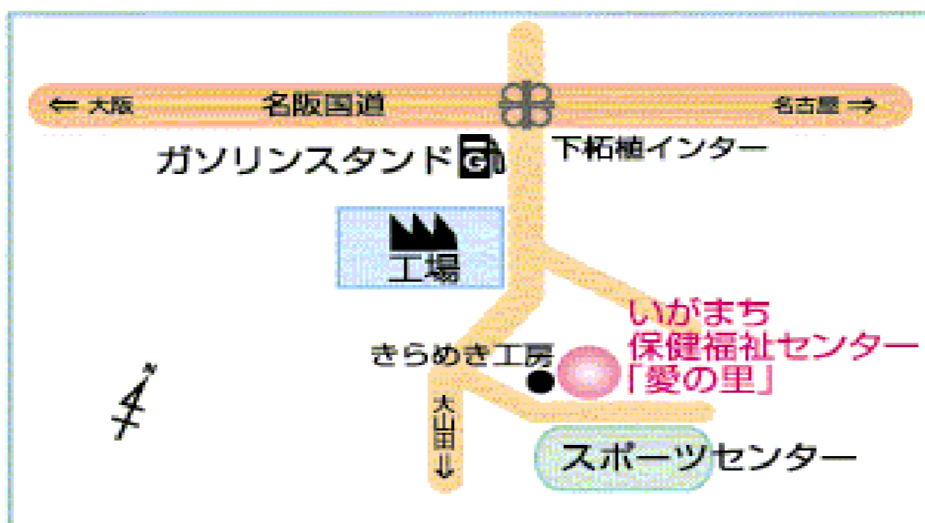 ← 大阪
名阪国道
名古屋 →
ガソリンスタンド
G
下柘植インター
工場
いがまち
保健福祉センター
「愛の里」
きらめき工房
N
大山田 ↓
スポーツセンター